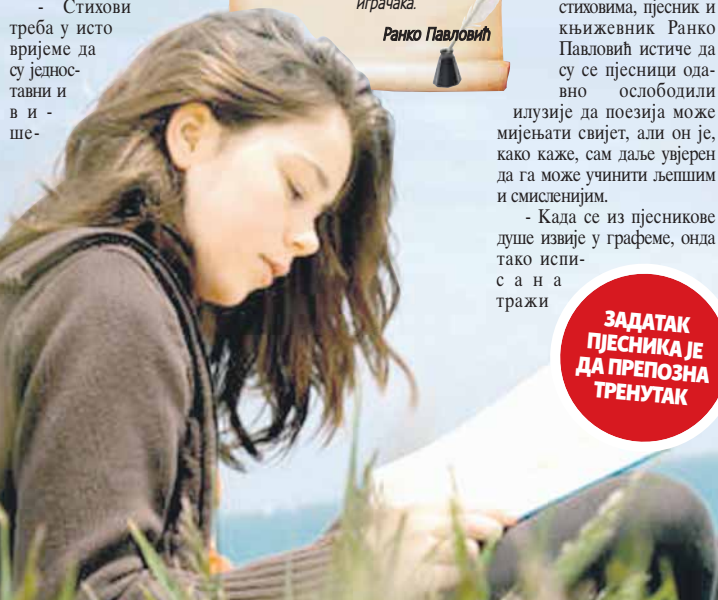 - Стихови
треба у исто
вријеме да
су једнос-
тавни и
в и -
ше-
играчака.
Ранко Павловић
стиховима, пјесник и
књижевник Ранко
Павловић истиче да
су се пјесници ода-
вно ослободили
илузије да поезија може
мијењати свијет, али он је,
како каже, сам даље увјерен
да га може учинити љепшим
и смисленијим.
- Када се из пјесникове
душе извије у графеме, онда
тако испи-
с а н а
тражи
ЗАДАТАК
ПЈЕСНИКА ЈЕ
ДА ПРЕПОЗНА
ТРЕНУТАК